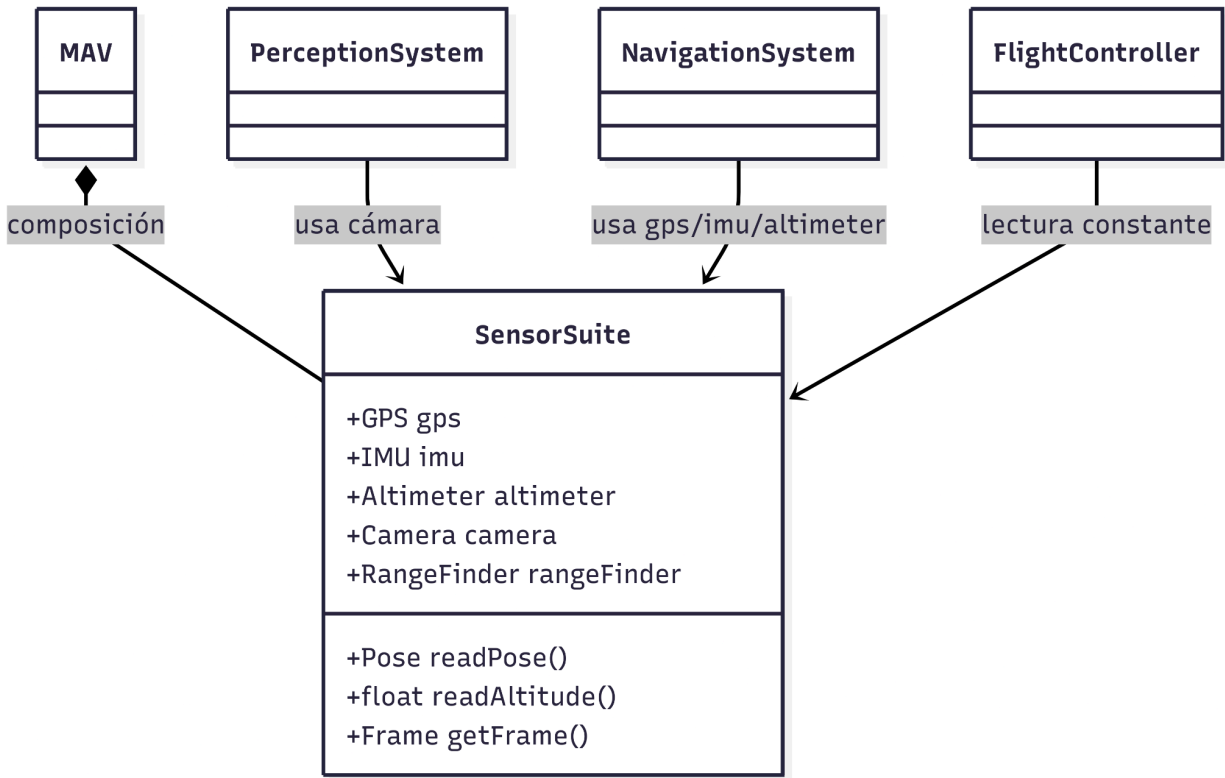 MAV
PerceptionSystem
NavigationSystem
FlightController
composición
usa cámara
usa gps/imu/altimeter
lectura constante
SensorSuite
+GPS gps
+IMU imu
+Altimeter altimeter
+Camera camera
+RangeFinder rangeFinder
+Pose readPose()
+float readAltitude()
+Frame getFrame()